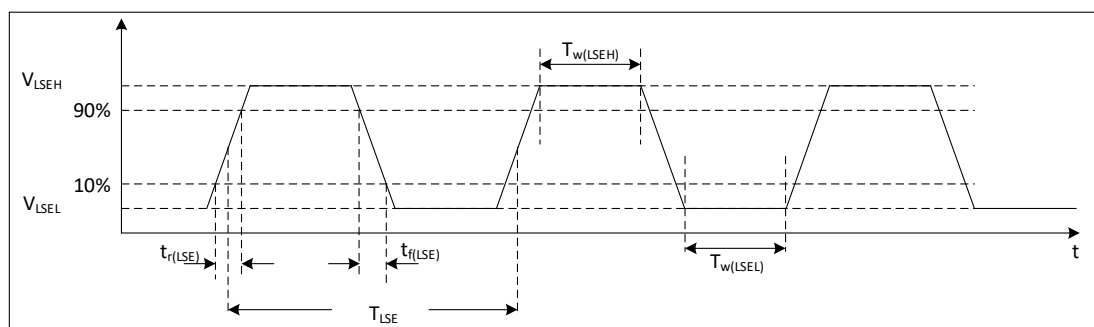 T_w(LSEH)
V_LSEH
90%
10%
V_LSEL
t_r(LSE)
t_f(LSE)
T_w(LSEL)
t
T_LSE